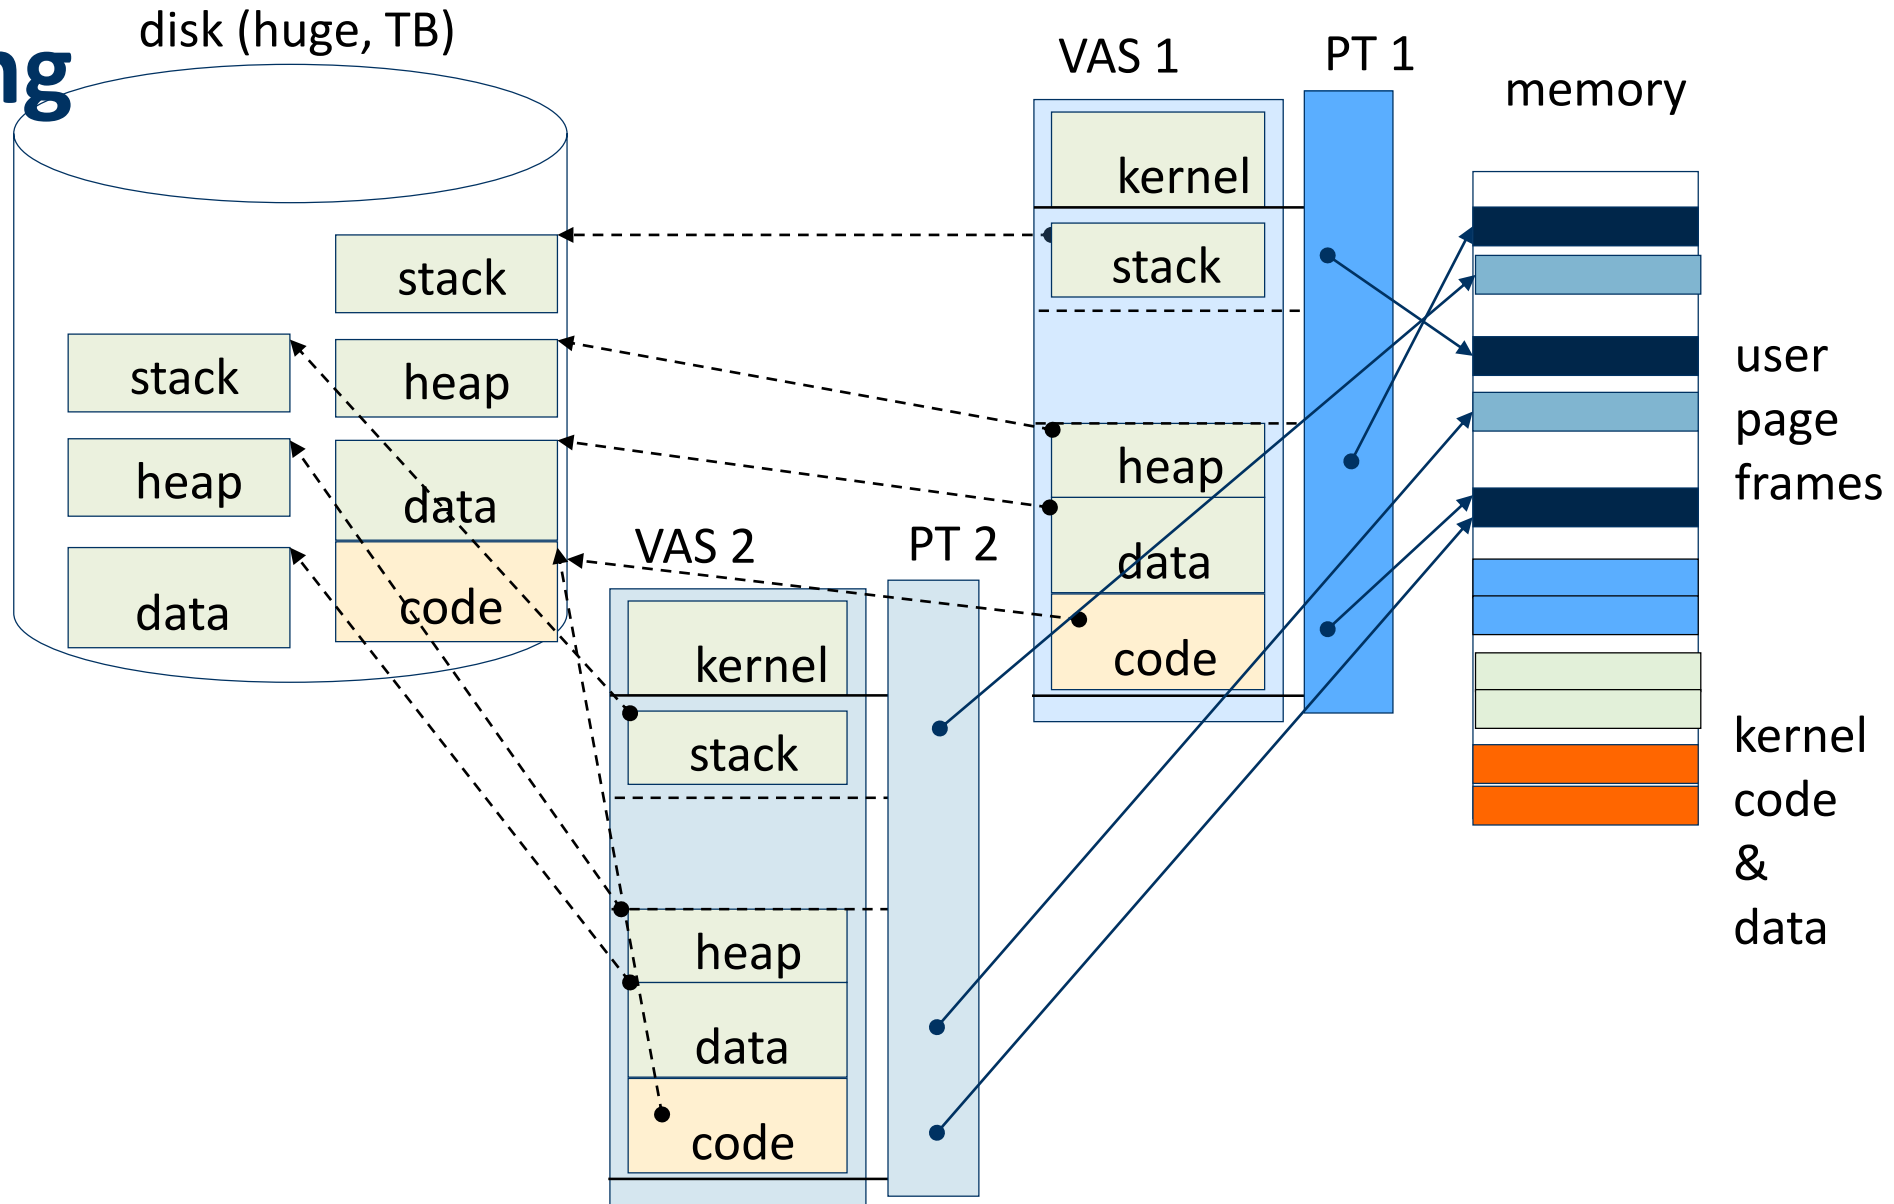 ng
disk (huge, TB)
stack
heap
data
code
stack
heap
data
VAS 1
kernel
stack
heap
data
code
PT 1
VAS 2
kernel
stack
heap
data
code
PT 2
memory
user
page
frames
kernel
code
&
data